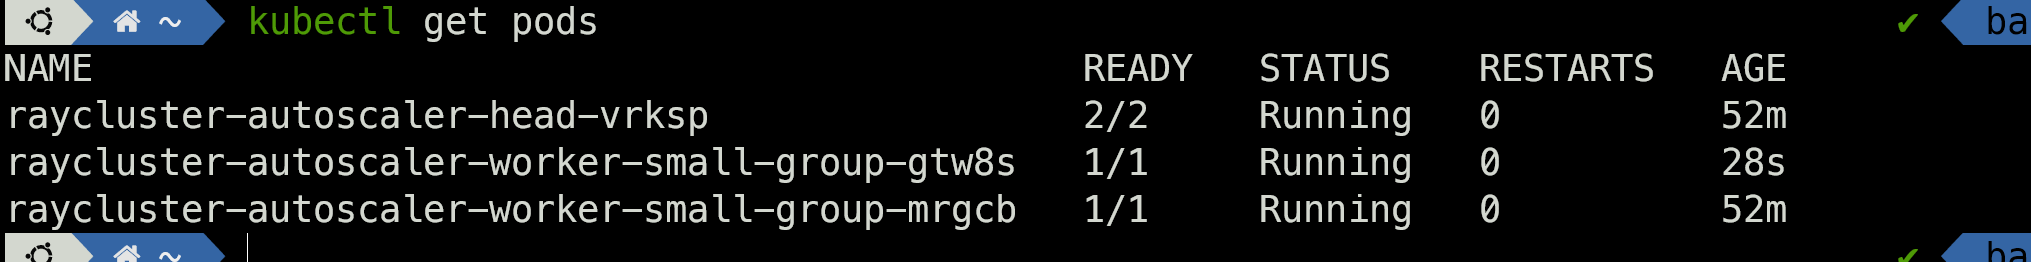 ~ kubectl get pods ✔ ba
NAME READY STATUS RESTARTS AGE
raycluster-autoscaler-head-vrksp 2/2 Running 0 52m
raycluster-autoscaler-worker-small-group-gtw8s 1/1 Running 0 28s
raycluster-autoscaler-worker-small-group-mrgcb 1/1 Running 0 52m
~ ✔ ba